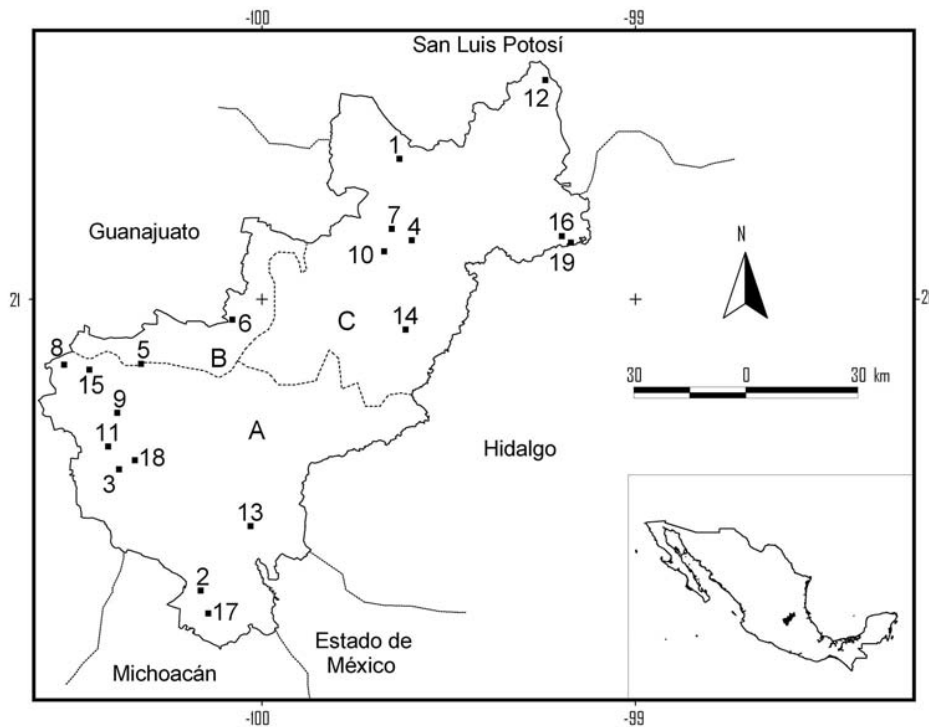 -100 -99
San Luis Potosí
12
1
Guanajuato
7
4
16
10
19
N
21
21
6
C
14
8
5
B
15
30 0 30 km
9
A
11
18
3
Hidalgo
13
2
17
Estado de
México
Michoacán
-100 -99